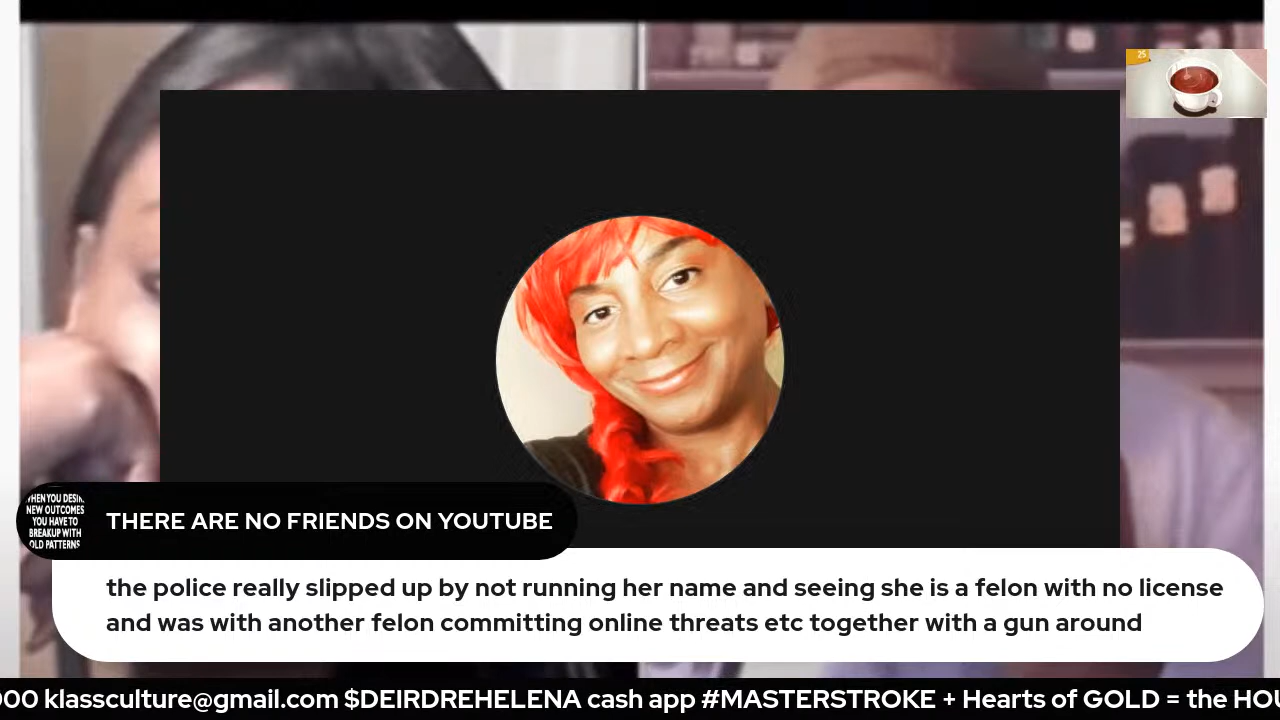 25
WHEN YOU DESIRE
NEW OUTCOMES
YOU HAVE TO
BREAKUP WITH
OLD PATTERNS
THERE ARE NO FRIENDS ON YOUTUBE
the police really slipped up by not running her name and seeing she is a felon with no license
and was with another felon committing online threats etc together with a gun around
00 klassculture@gmail.com $DEIRDREHELENA cash app #MASTERSTROKE + Hearts of GOLD = the HOU